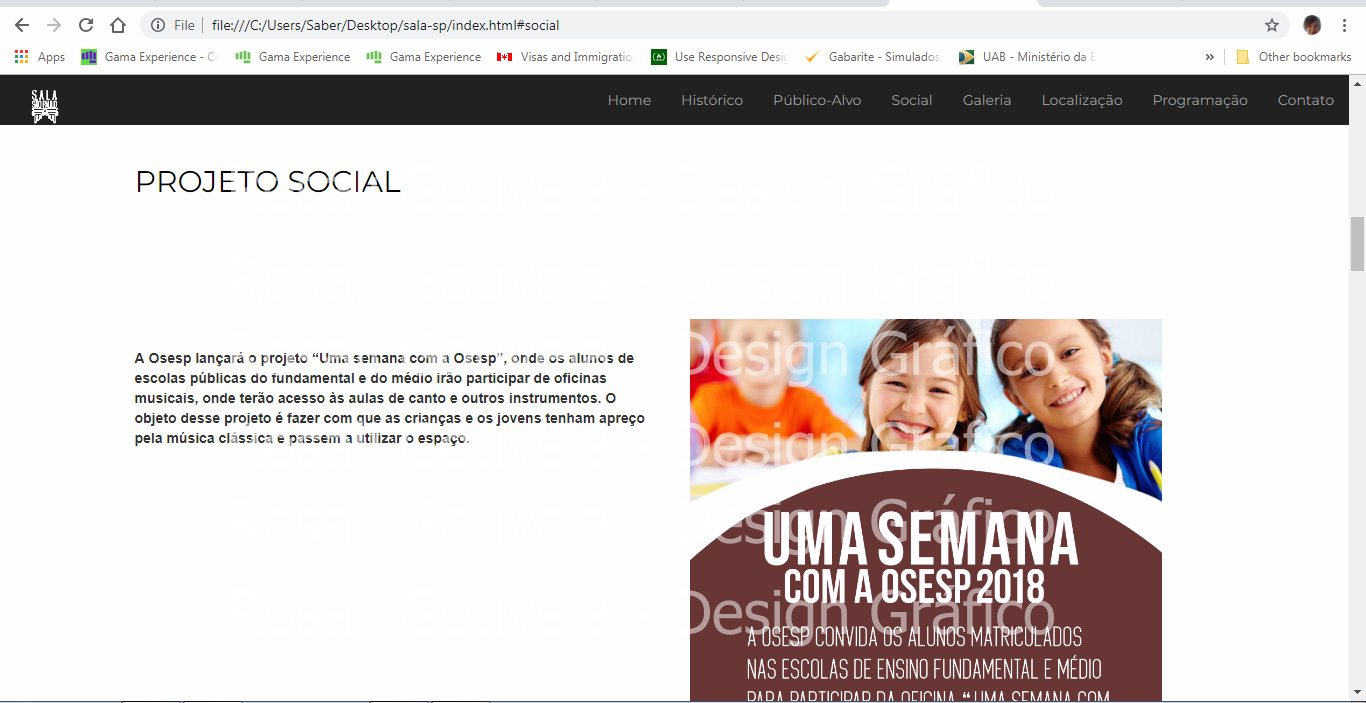 File file:///C:/Users/Saber/Desktop/sala-sp/index.html#social
Apps Gama Experience - Co Gama Experience Gama Experience Visas and Immigratio Use Responsive Desig Gabarite - Simulados, UAB - Ministério da E » Other bookmarks
SALA
SÃO PAULO
Home Histórico Público-Alvo Social Galeria Localização Programação Contato
PROJETO SOCIAL
Design Gráfico
Design Gráfico
A Osesp lançará o projeto “Uma semana com a Osesp”, onde os alunos de
escolas públicas do fundamental e do médio irão participar de oficinas
musicais, onde terão acesso às aulas de canto e outros instrumentos. O
objeto desse projeto é fazer com que as crianças e os jovens tenham apreço
pela música clássica e passem a utilizar o espaço.
Design Gráfico
Design Gráfico
Design Gráfico
UMA SEMANA
COM A OSESP 2018
Design Gráfico
A OSESP CONVIDA OS ALUNOS MATRICULADOS
NAS ESCOLAS DE ENSINO FUNDAMENTAL E MÉDIO
PARA PARTICIPAR DA OFICINA “UMA SEMANA COM